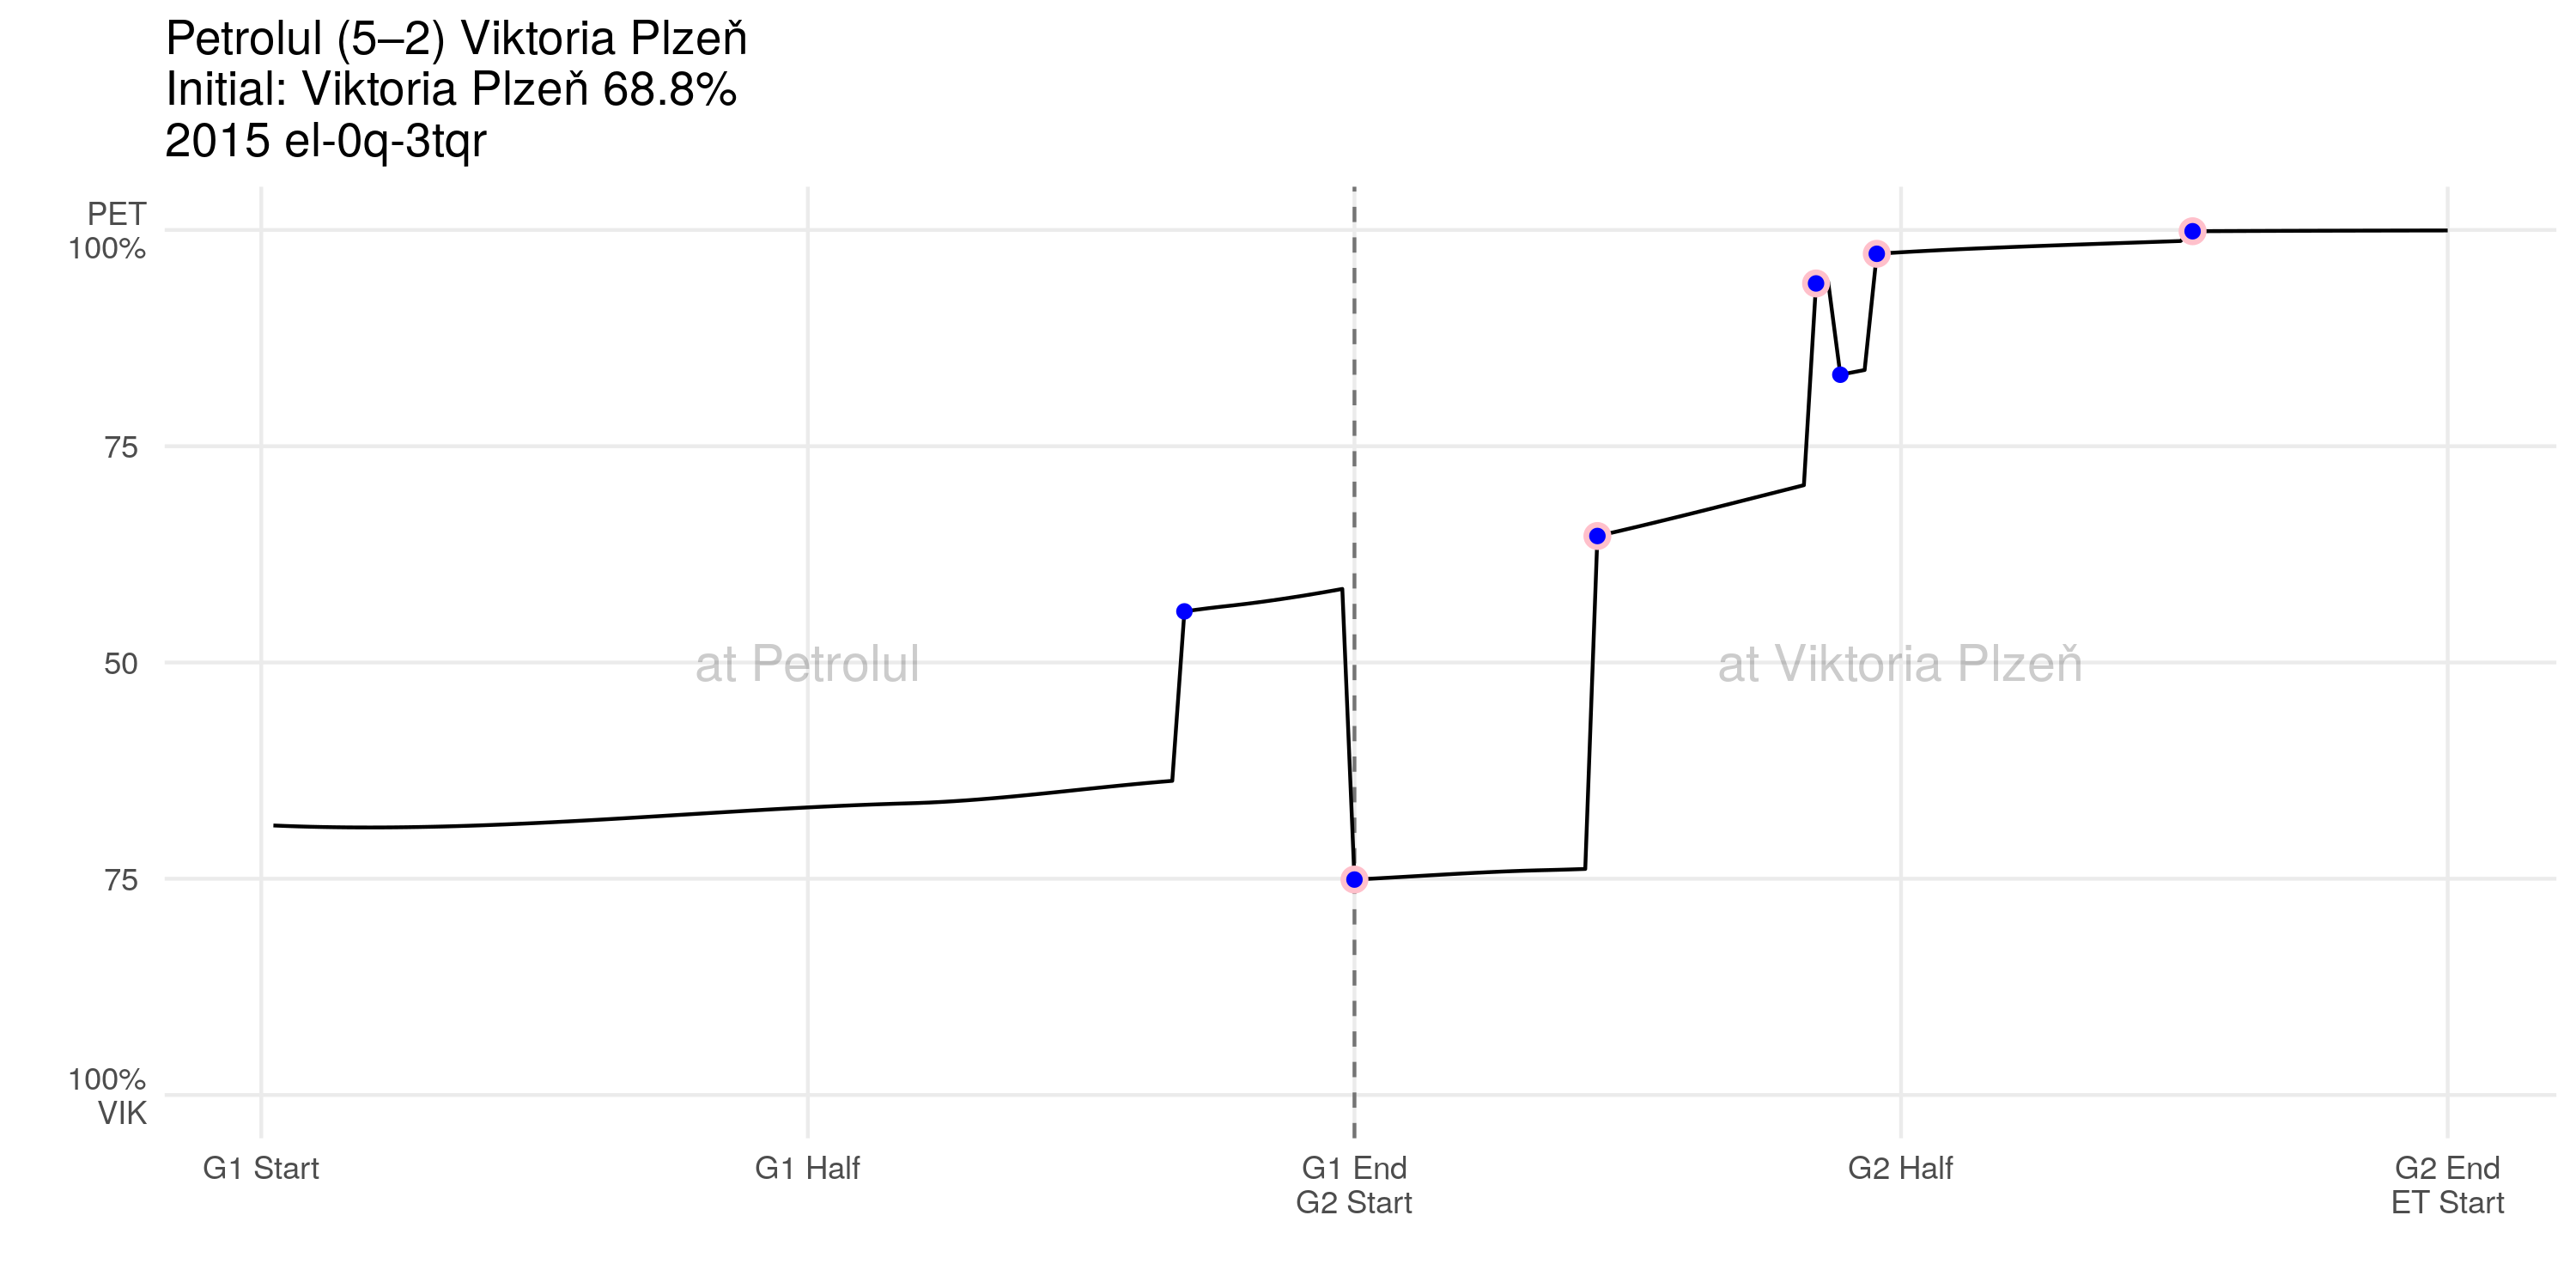 Petrolul (5–2) Viktoria Plzeň
Initial: Viktoria Plzeň 68.8%
2015 el-0q-3tqr
PET
100%
75
50
75
100%
VIK
at Petrolul
at Viktoria Plzeň
G1 Start
G1 Half
G1 End
G2 Start
G2 Half
G2 End
ET Start